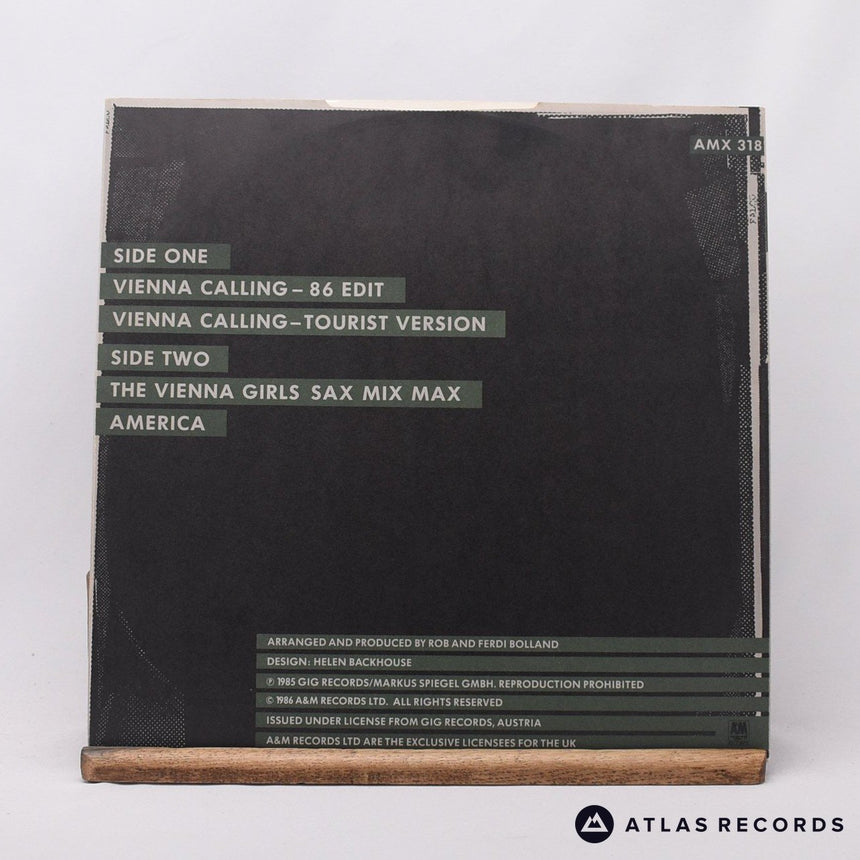 AMX 318
SIDE ONE
VIENNA CALLING – 86 EDIT
VIENNA CALLING–TOURIST VERSION
SIDE TWO
THE VIENNA GIRLS SAX MIX MAX
AMERICA
ARRANGED AND PRODUCED BY ROB AND FERDI BOLLAND
DESIGN: HELEN BACKHOUSE
℗ 1985 GIG RECORDS/MARKUS SPIEGEL GMBH. REPRODUCTION PROHIBITED
© 1986 A&M RECORDS LTD. ALL RIGHTS RESERVED
ISSUED UNDER LICENSE FROM GIG RECORDS, AUSTRIA
A&M RECORDS LTD ARE THE EXCLUSIVE LICENSEES FOR THE UK
ATLAS RECORDS